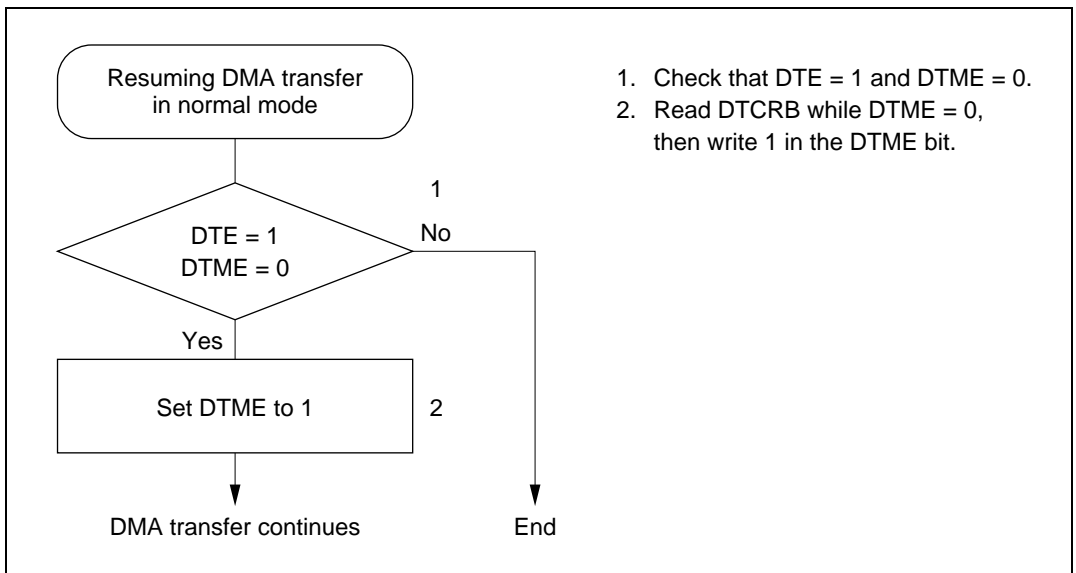 Resuming DMA transfer
in normal mode
1. Check that DTE = 1 and DTME = 0.
2. Read DTCRB while DTME = 0,
then write 1 in the DTME bit.
1
DTE = 1
DTME = 0
No
Yes
Set DTME to 1
2
DMA transfer continues
End